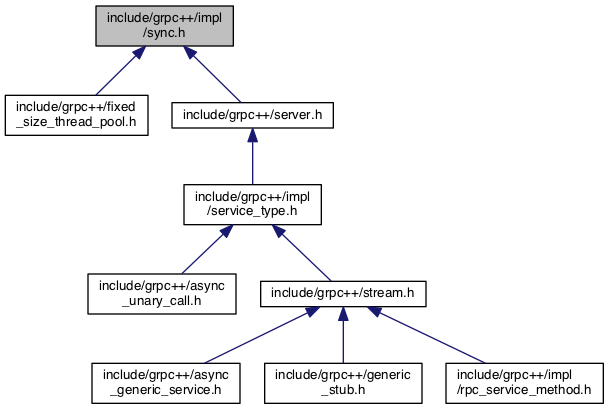 include/grpc++/impl
/sync.h
include/grpc++/fixed
_size_thread_pool.h
include/grpc++/server.h
include/grpc++/impl
/service_type.h
include/grpc++/async
_unary_call.h
include/grpc++/stream.h
include/grpc++/async
_generic_service.h
include/grpc++/generic
_stub.h
include/grpc++/impl
/rpc_service_method.h